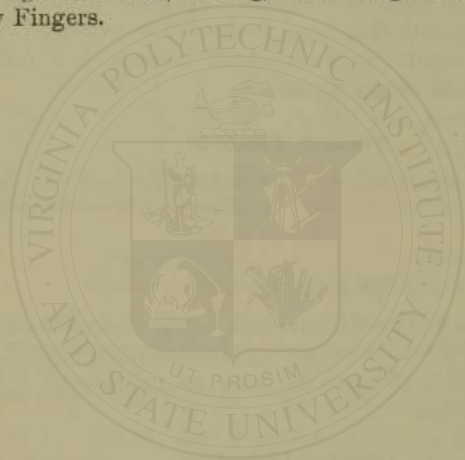 y Fingers.
VIRGINIA POLYTECHNIC INSTITUTE
AND STATE UNIVERSITY
UT PROSIM